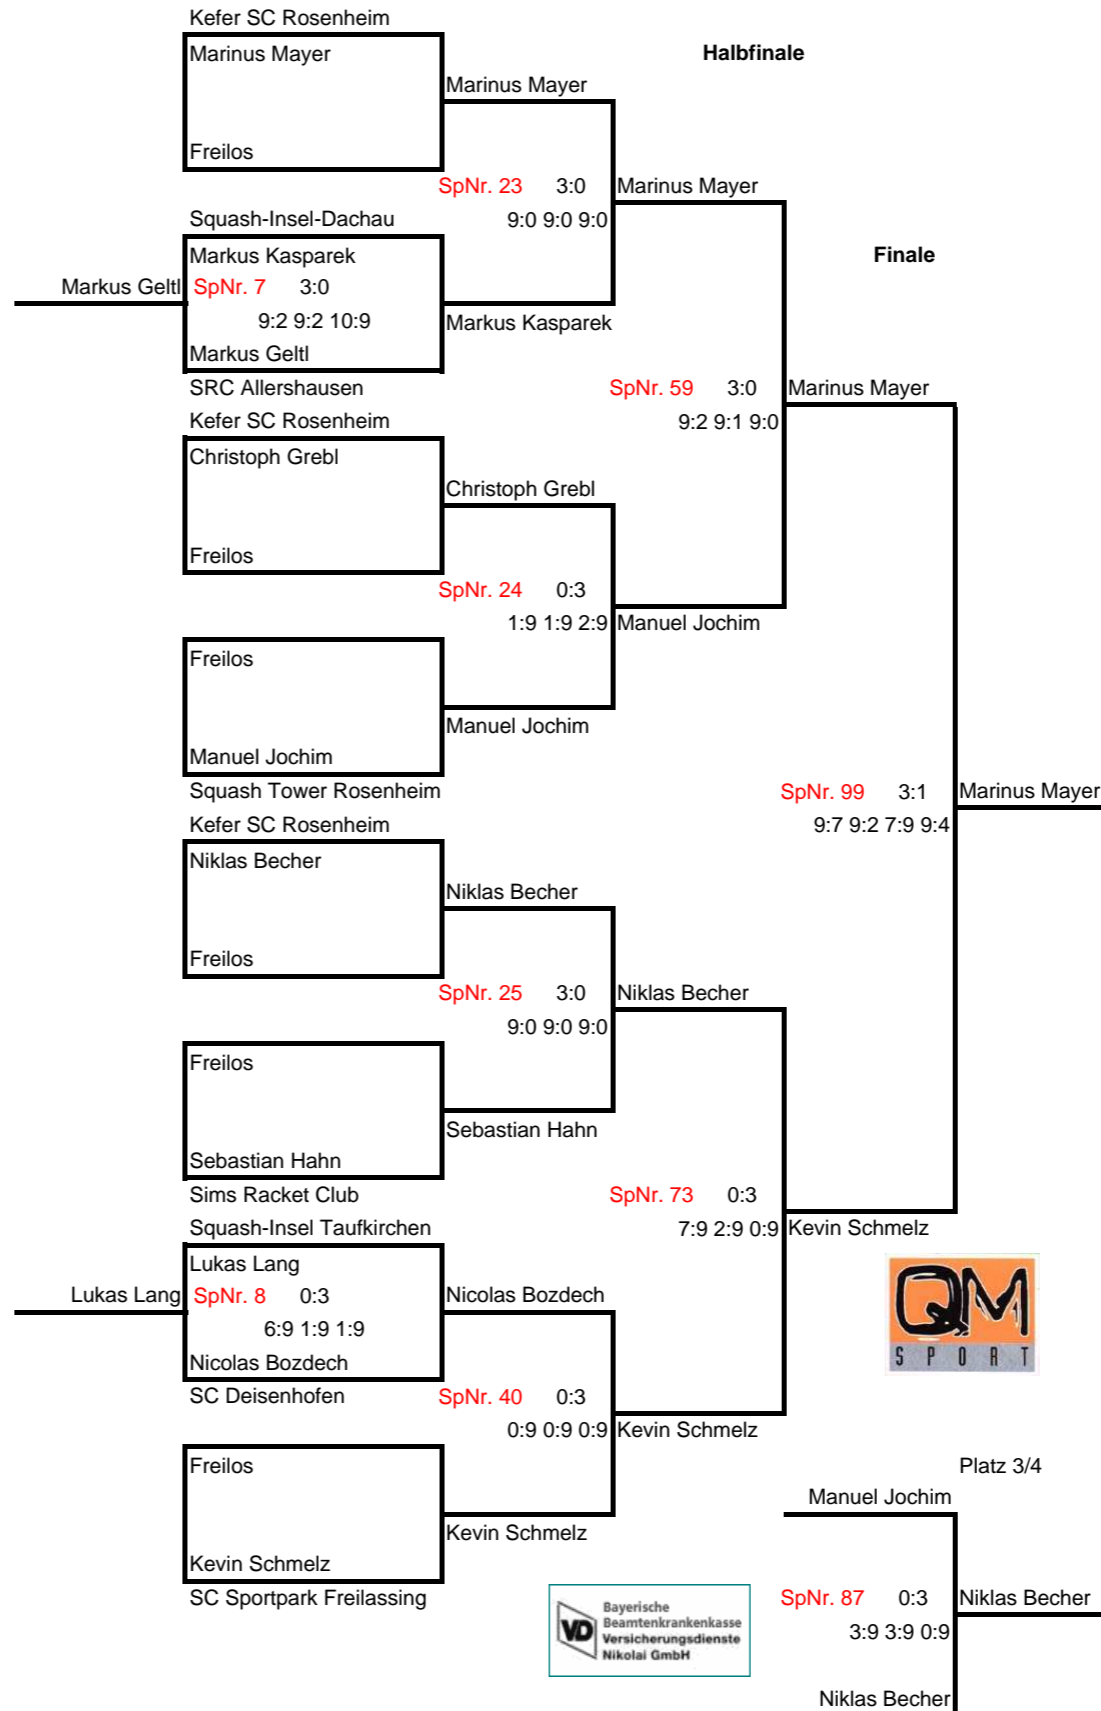 Kefer SC Rosenheim
Marinus Mayer
Halbfinale
Marinus Mayer
Freilos
SpNr. 23 3:0 Marinus Mayer
Squash-Insel-Dachau 9:0 9:0 9:0
Markus Kasparek Finale
Markus Geltl SpNr. 7 3:0
9:2 9:2 10:9 Markus Kasparek
Markus Geltl
SRC Allershausen SpNr. 59 3:0 Marinus Mayer
Kefer SC Rosenheim 9:2 9:1 9:0
Christoph Grebl
Christoph Grebl
Freilos
SpNr. 24 0:3
1:9 1:9 2:9 Manuel Jochim
Freilos
Manuel Jochim
Manuel Jochim
Squash Tower Rosenheim SpNr. 99 3:1 Marinus Mayer
Kefer SC Rosenheim 9:7 9:2 7:9 9:4
Niklas Becher
Niklas Becher
Freilos
SpNr. 25 3:0 Niklas Becher
9:0 9:0 9:0
Freilos
Sebastian Hahn
Sebastian Hahn
Sims Racket Club SpNr. 73 0:3
Squash-Insel Taufkirchen 7:9 2:9 0:9 Kevin Schmelz
Lukas Lang
Lukas Lang SpNr. 8 0:3 Nicolas Bozdech
6:9 1:9 1:9
QM
SPORT
Nicolas Bozdech
SC Deisenhofen SpNr. 40 0:3
0:9 0:9 0:9 Kevin Schmelz
Freilos Platz 3/4
Manuel Jochim
Kevin Schmelz
Kevin Schmelz
SC Sportpark Freilassing SpNr. 87 0:3 Niklas Becher
3:9 3:9 0:9
VD
Bayerische
Beamtenkrankenkasse
Versicherungsdienste
Nikolai GmbH
Niklas Becher